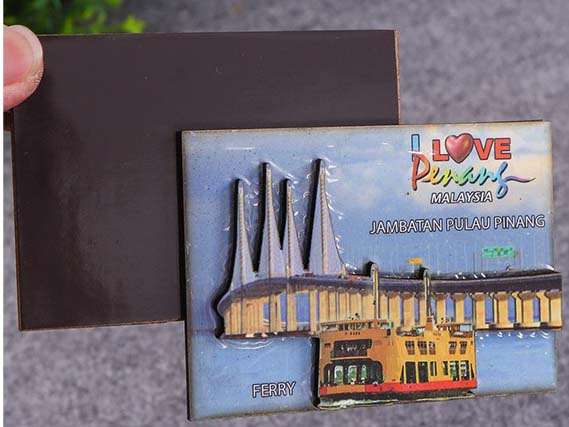 I LOVE
Penang
MALAYSIA
JAMBATAN PULAU PINANG
FERRY